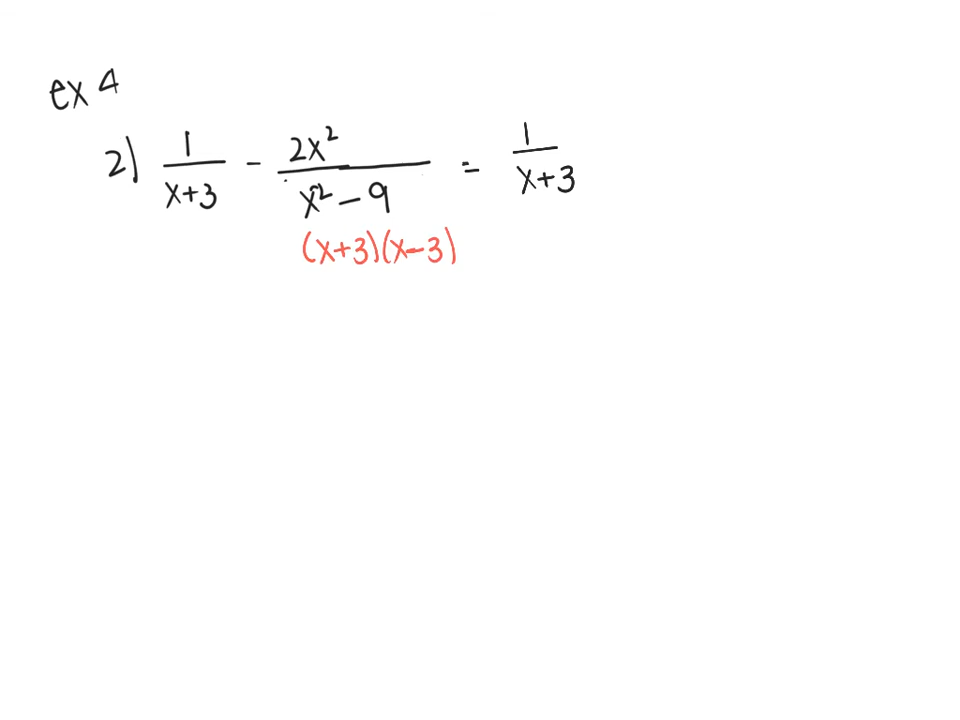 ex 4
2) 1/(x+3) - 2x²/(x²-9) = 1/(x+3)
(x+3)(x-3)